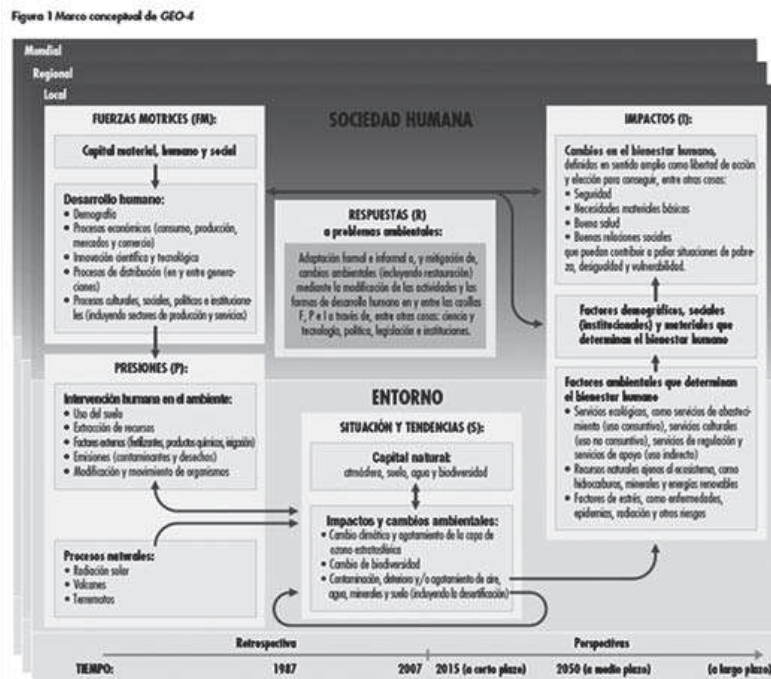 Figura 1 Marco conceptual de GEO-4
Mundial
Regional
Local
SOCIEDAD HUMANA
FUERZAS MOTRICES (FM):
Capital material, humano y social
Desarrollo humano:
• Demografía
• Procesos económicos (consumo, producción,
mercados y comercio)
• Innovación científica y tecnológica
• Procesos de distribución (en y entre genera-
ciones)
• Procesos culturales, sociales, políticos e instituciona-
les (incluyendo sectores de producción y servicios)
PRESIONES (P):
Intervención humana en el ambiente:
• Uso del suelo
• Extracción de recursos
• Factores externos (fertilizantes, productos químicos, irrigación)
• Emisiones (contaminantes y desechos)
• Modificación y movimiento de organismos
Procesos naturales:
• Radiación solar
• Volcanes
• Terremotos
RESPUESTAS (R)
a problemas ambientales:
Adaptación formal e informal a, y mitigación de,
cambios ambientales (incluyendo restauración)
mediante la modificación de las actividades y las
formas de desarrollo humano en y entre las casillas
F, P e I a través de, entre otras cosas: ciencia y
tecnología, política, legislación e instituciones.
ENTORNO
SITUACIÓN Y TENDENCIAS (S):
Capital natural:
atmósfera, suelo, agua y biodiversidad
Impactos y cambios ambientales:
• Cambio climático y agotamiento de la capa de
ozono estratosférica
• Cambio de biodiversidad
• Contaminación, deterioro y/o agotamiento de aire,
agua, minerales y suelo (incluyendo la desertificación)
IMPACTOS (I):
Cambios en el bienestar humano,
definidos en sentido amplio como libertad de acción
y elección para conseguir, entre otras cosas:
• Seguridad
• Necesidades materiales básicas
• Buena salud
• Buenas relaciones sociales
que puedan contribuir a paliar situaciones de pobre-
za, desigualdad y vulnerabilidad.
Factores demográficos, sociales
(institucionales) y materiales que
determinan el bienestar humano
Factores ambientales que determinan
el bienestar humano
• Servicios ecológicos, como servicios de abasteci-
miento (uso consuntivo), servicios culturales
(uso no consuntivo), servicios de regulación y
servicios de apoyo (uso indirecto)
• Recursos naturales ajenos al ecosistema, como
hidrocaburos, minerales y energías renovables
• Factores de estrés, como enfermedades,
epidemias, radiación y otros riesgos
Retrospectiva
Perspectivas
TIEMPO:
1987
2007
2015 (a corto plazo)
2050 (a medio plazo)
(a largo plazo)